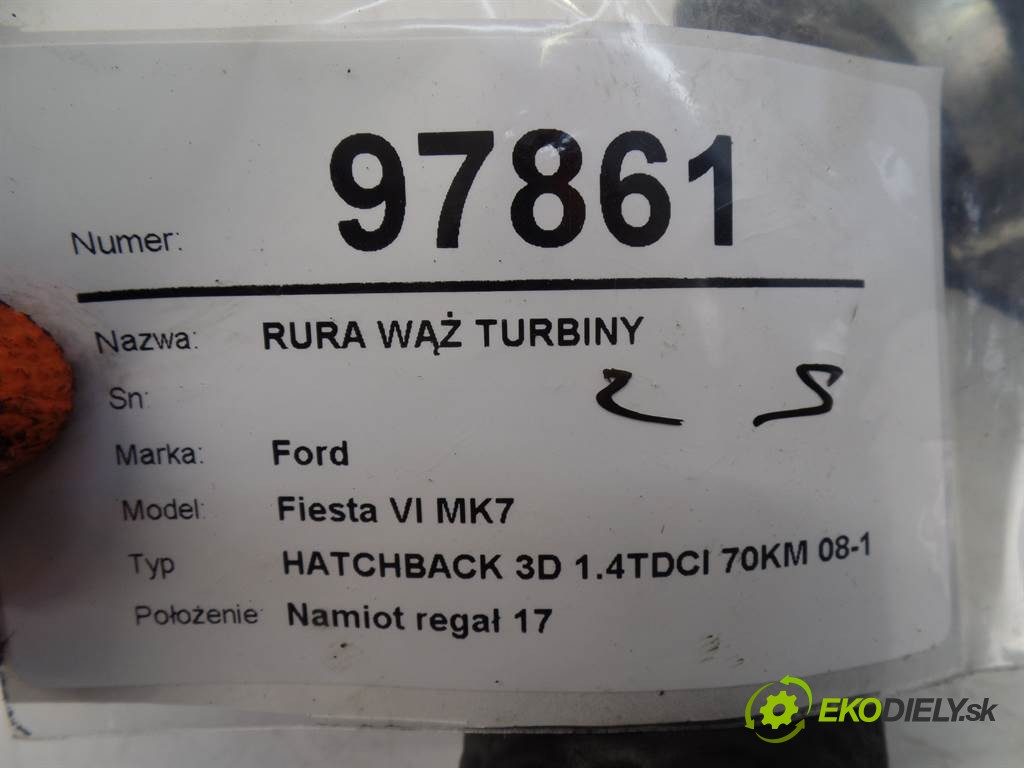 Numer: 97861
Nazwa: RURA WĄŻ TURBINY
Sn:
Marka: Ford
Model: Fiesta VI MK7
Typ HATCHBACK 3D 1.4TDCI 70KM 08-1
Położenie: Namiot regał 17
EKODIELY.sk